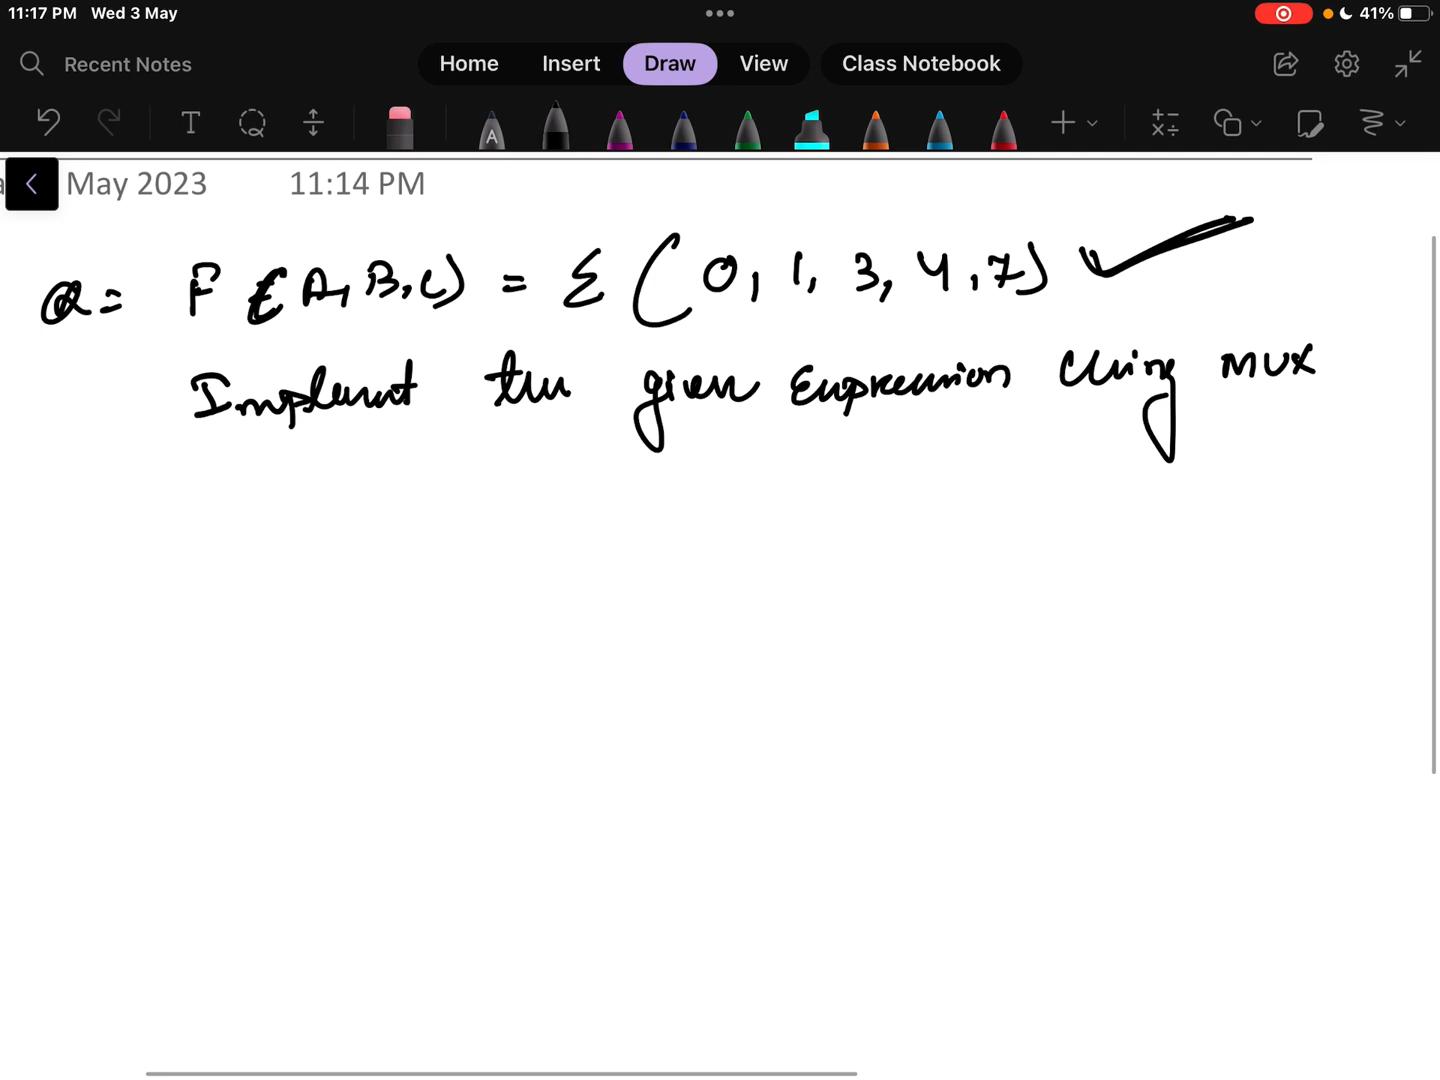 11:17 PM Wed 3 May
41%
Recent Notes
Home Insert Draw View Class Notebook
T A
May 2023 11:14 PM
Q= F (A, B, C) = Σ (0, 1, 3, 4, 7)
Implement the given Expression Using MUX